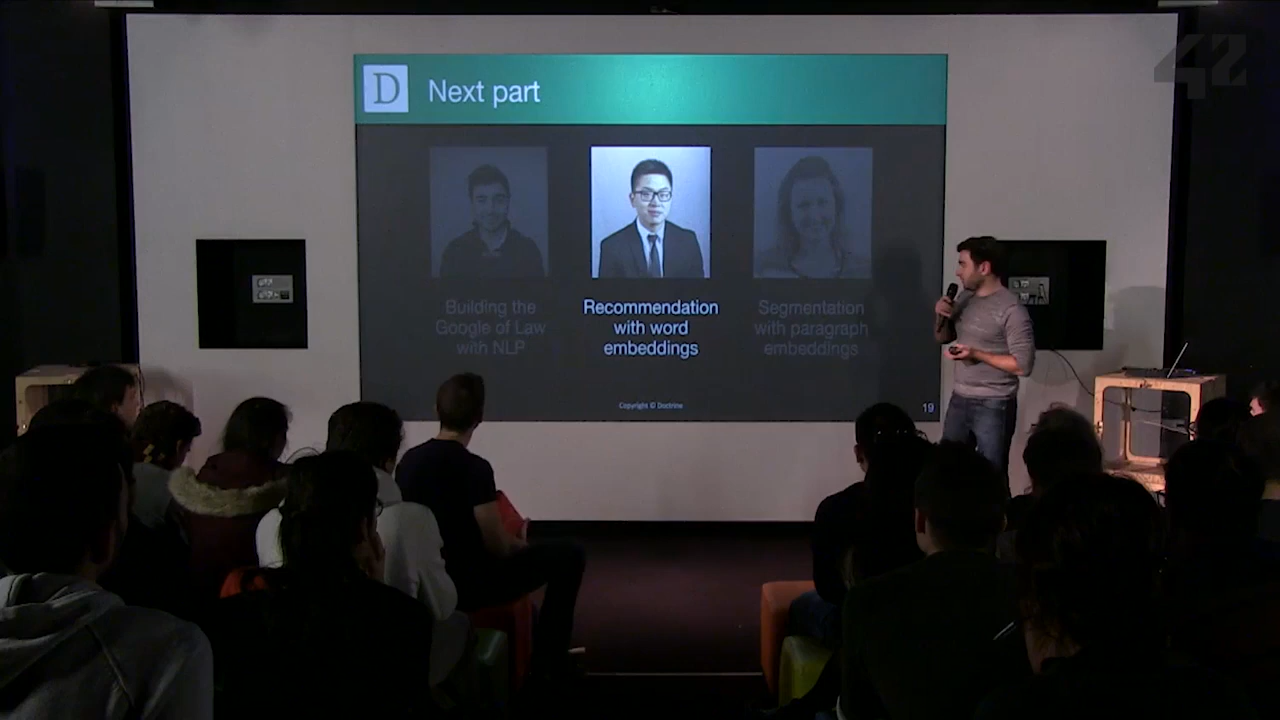 42
D
Next part
Building the
Google of Law
with NLP
Recommendation
with word
embeddings
Segmentation
with paragraph
embeddings
Copyright © Doctrine
19